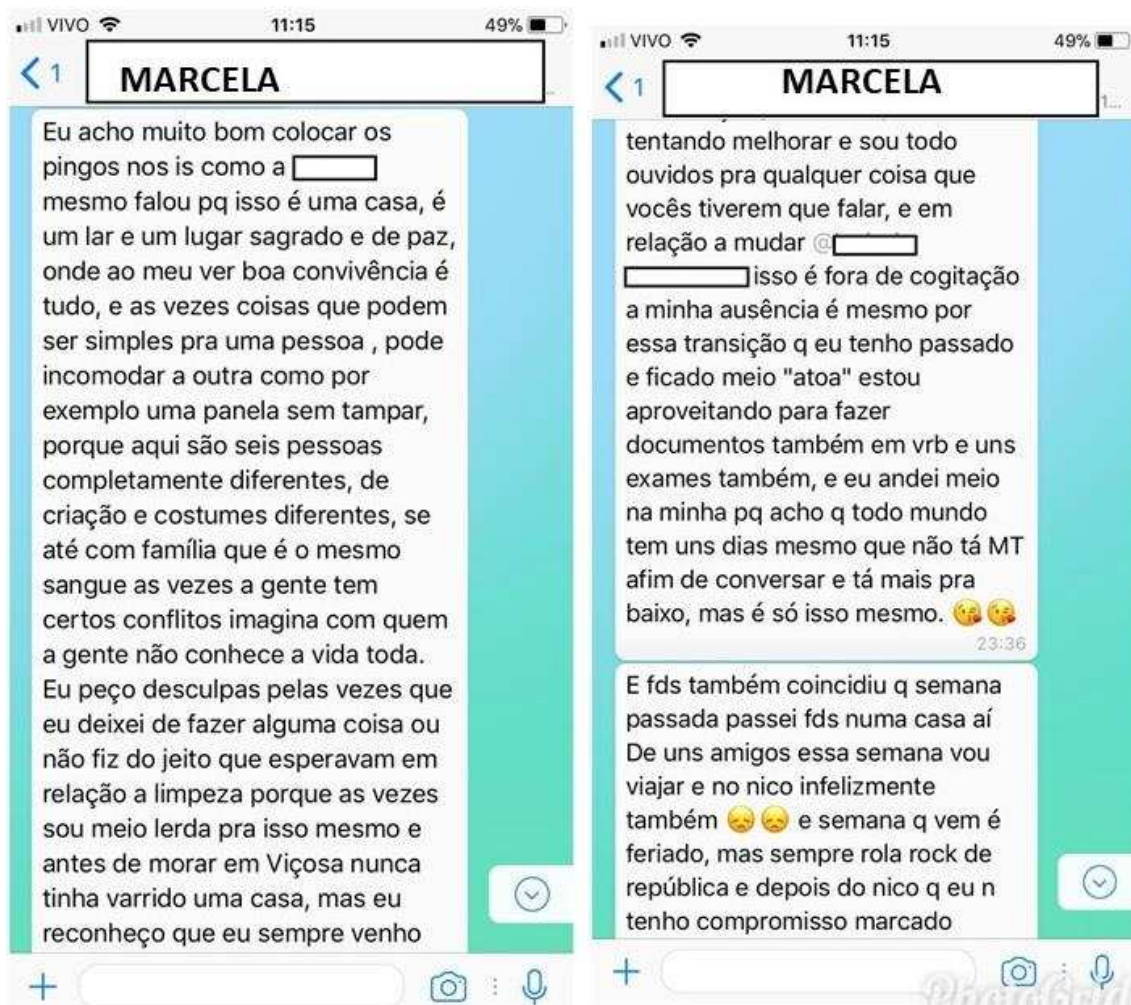 VIVO 11:15 49%
1 MARCELA
Eu acho muito bom colocar os
pingos nos is como a
mesmo falou pq isso é uma casa, é
um lar e um lugar sagrado e de paz,
onde ao meu ver boa convivência é
tudo, e as vezes coisas que podem
ser simples pra uma pessoa , pode
incomodar a outra como por
exemplo uma panela sem tampar,
porque aqui são seis pessoas
completamente diferentes, de
criação e costumes diferentes, se
até com família que é o mesmo
sangue as vezes a gente tem
certos conflitos imagina com quem
a gente não conhece a vida toda.
Eu peço desculpas pelas vezes que
eu deixei de fazer alguma coisa ou
não fiz do jeito que esperavam em
relação a limpeza porque as vezes
sou meio lerda pra isso mesmo e
antes de morar em Viçosa nunca
tinha varrido uma casa, mas eu
reconheço que eu sempre venho
VIVO 11:15 49%
1 MARCELA 1...
tentando melhorar e sou todo
ouvidos pra qualquer coisa que
vocês tiverem que falar, e em
relação a mudar @
isso é fora de cogitação
a minha ausência é mesmo por
essa transição q eu tenho passado
e ficado meio "atoa" estou
aproveitando para fazer
documentos também em vrb e uns
exames também, e eu andei meio
na minha pq acho q todo mundo
tem uns dias mesmo que não tá MT
afim de conversar e tá mais pra
baixo, mas é só isso mesmo. 😘😘
23:36
E fds também coincidiu q semana
passada passei fds numa casa aí
De uns amigos essa semana vou
viajar e no nico infelizmente
também 😞😞 e semana q vem é
feriado, mas sempre rola rock de
república e depois do nico q eu n
tenho compromisso marcado
PhotoGrid